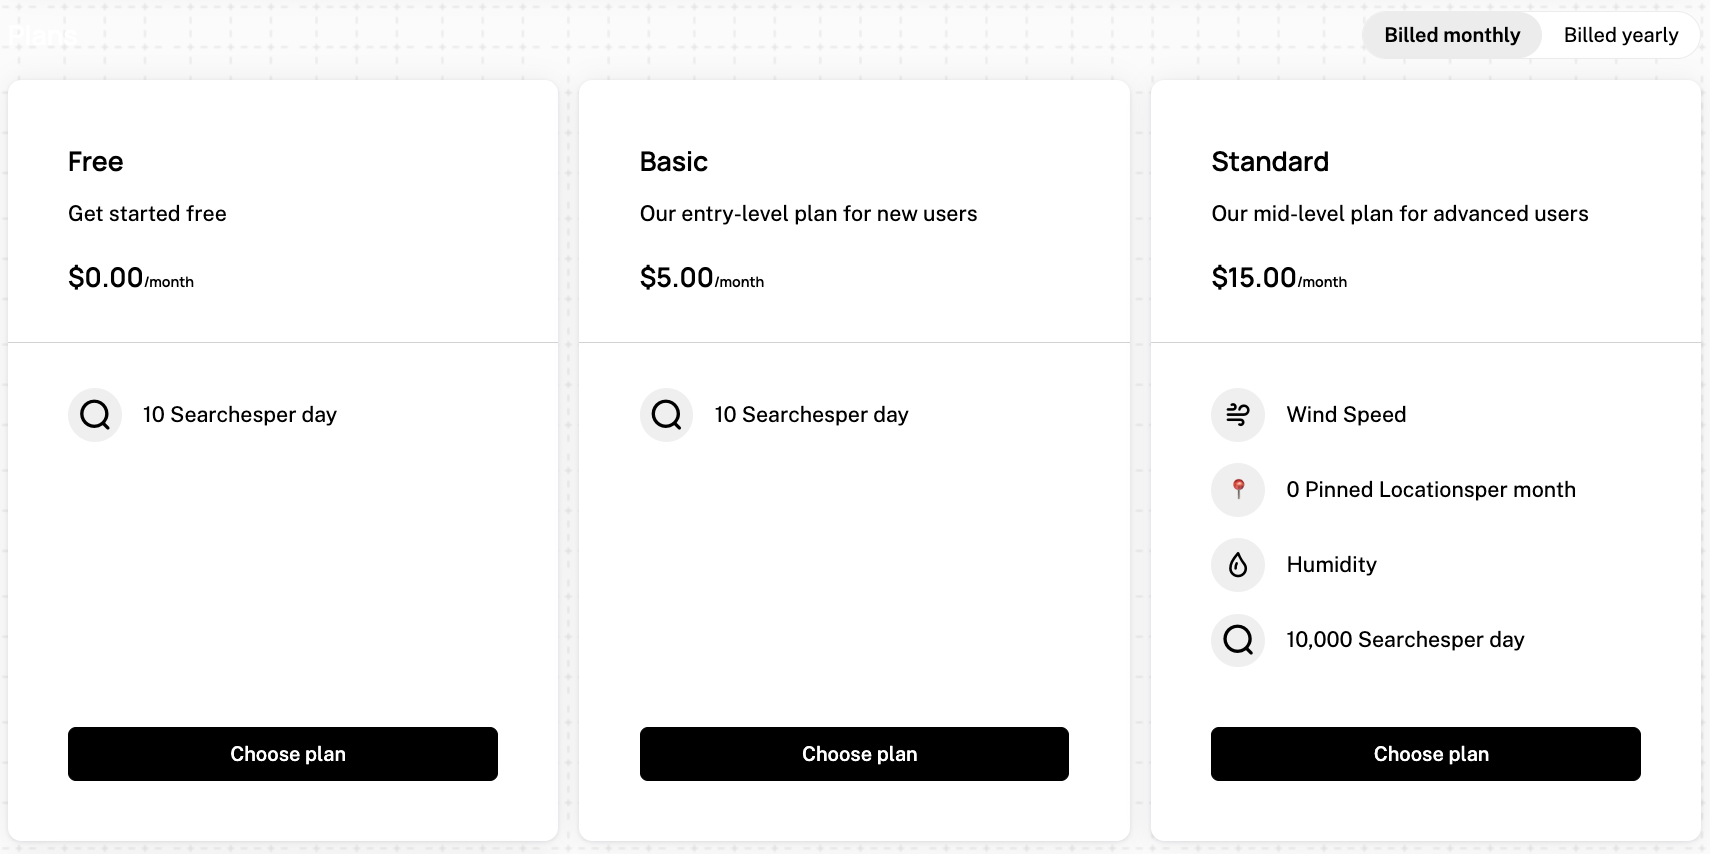 Plans
Billed monthly
Billed yearly
Free
Get started free
$0.00/month
10 Searchesper day
Choose plan
Basic
Our entry-level plan for new users
$5.00/month
10 Searchesper day
Choose plan
Standard
Our mid-level plan for advanced users
$15.00/month
Wind Speed
0 Pinned Locationsper month
Humidity
10,000 Searchesper day
Choose plan